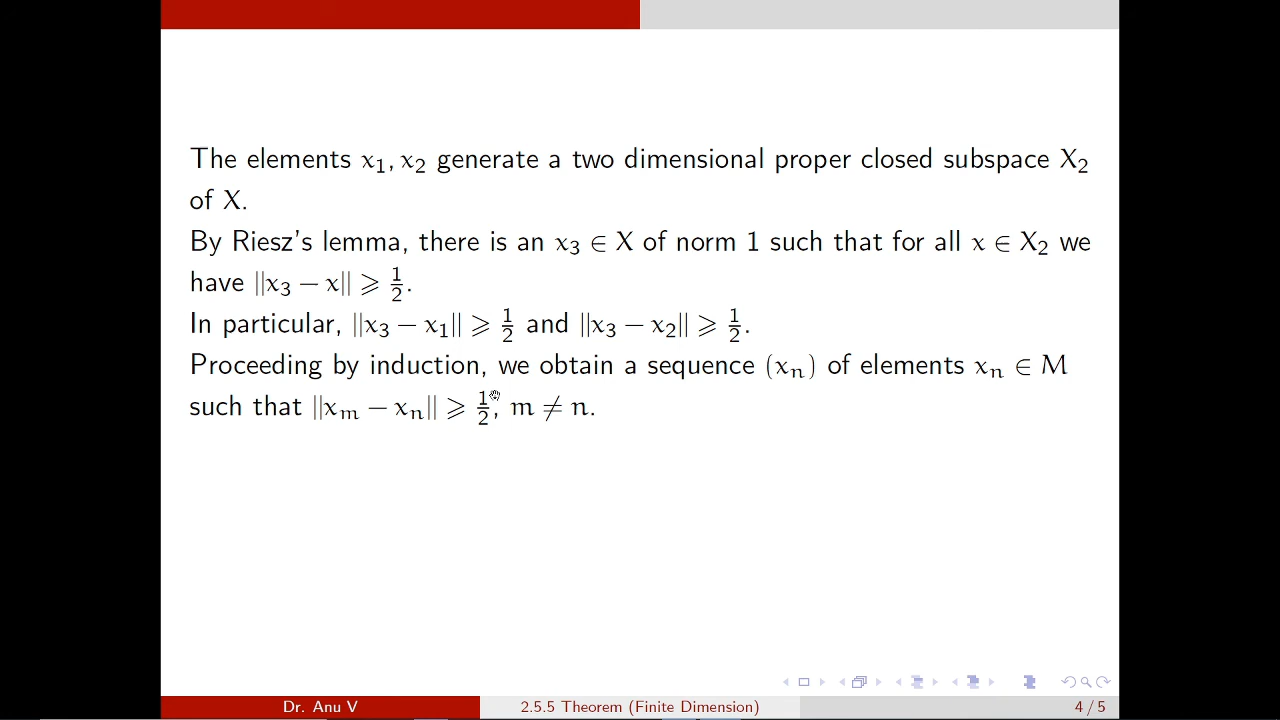 The elements x₁, x₂ generate a two dimensional proper closed subspace X₂
of X.
By Riesz's lemma, there is an x₃ ∈ X of norm 1 such that for all x ∈ X₂ we
have ||x₃ − x|| ⩾ 1/2.
In particular, ||x₃ − x₁|| ⩾ 1/2 and ||x₃ − x₂|| ⩾ 1/2.
Proceeding by induction, we obtain a sequence (xₙ) of elements xₙ ∈ M
such that ||xₘ − xₙ|| ⩾ 1/2, m ≠ n.
Dr. Anu V 2.5.5 Theorem (Finite Dimension) 4 / 5